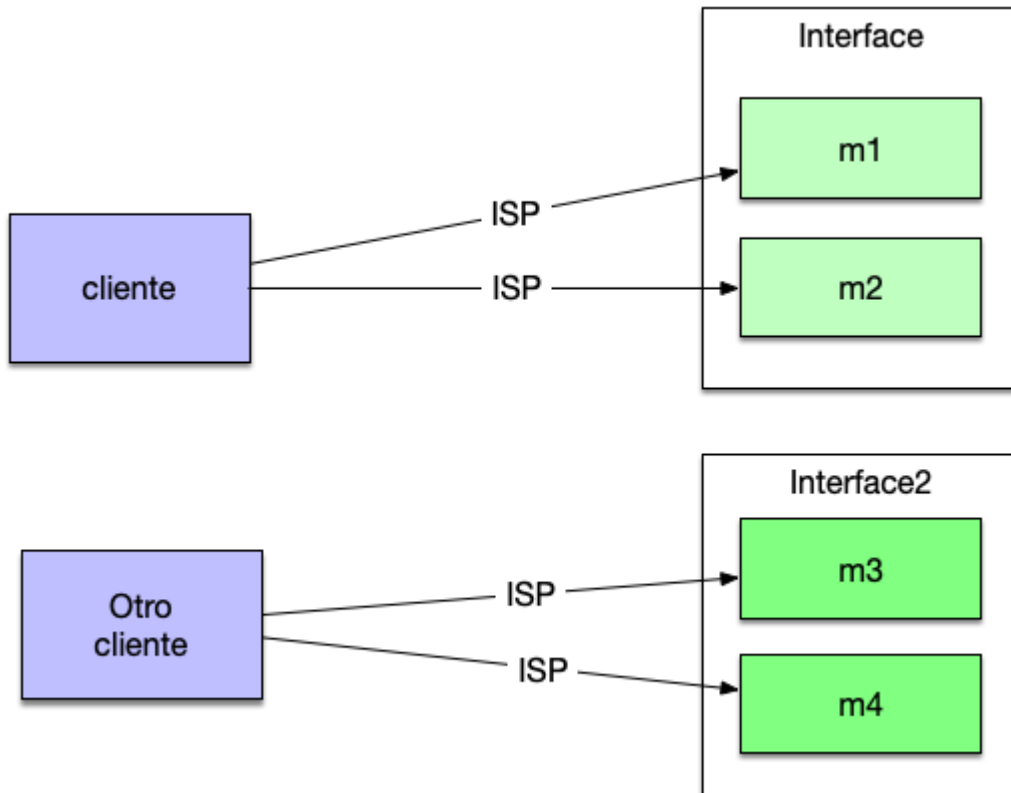 Interface
m1
ISP
cliente
ISP
m2
Interface2
m3
ISP
Otro
cliente
ISP
m4